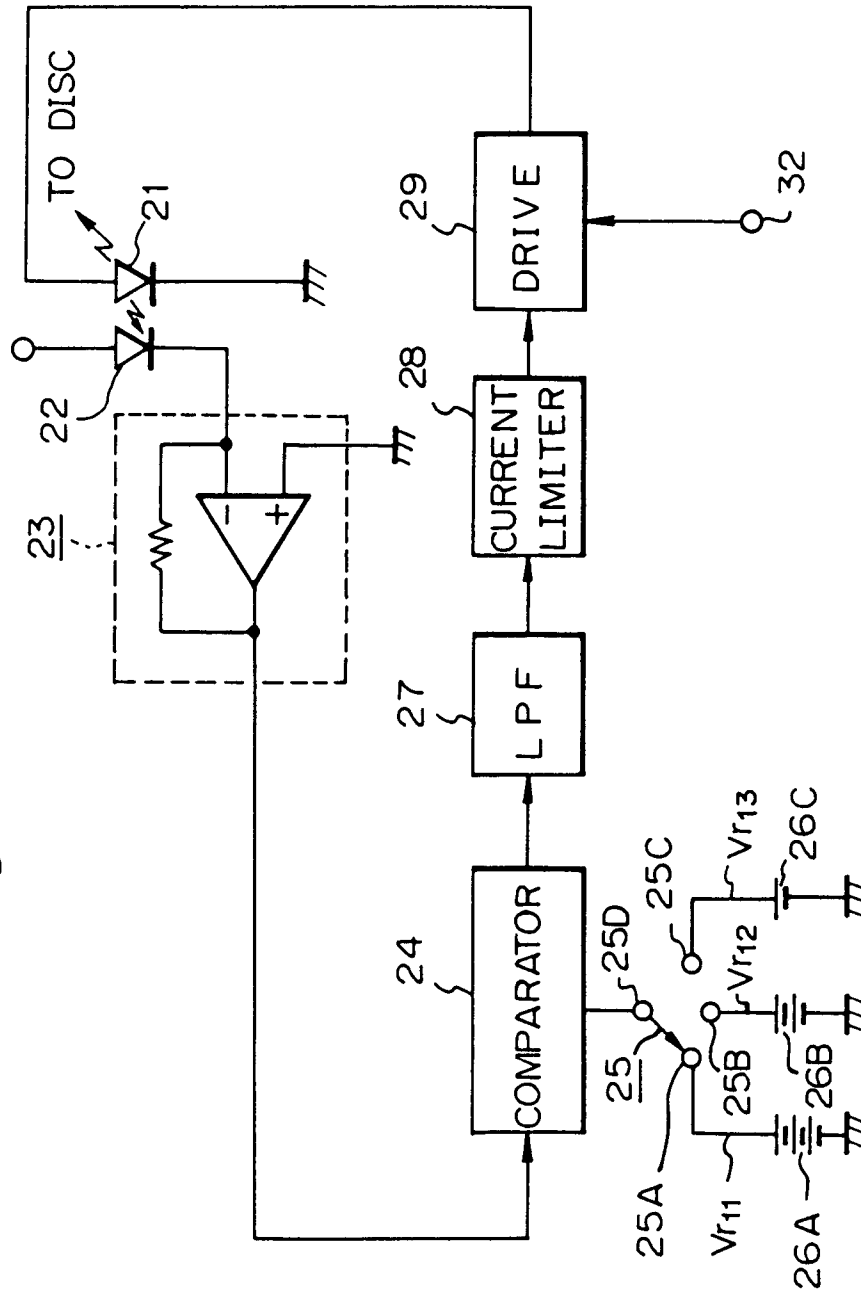 TO DISC
21
22
23
24
COMPARATOR
27
LPF
28
CURRENT
LIMITER
29
DRIVE
32
25D
25
25C
25A
25B
Vr11
Vr12
Vr13
26A
26B
26C